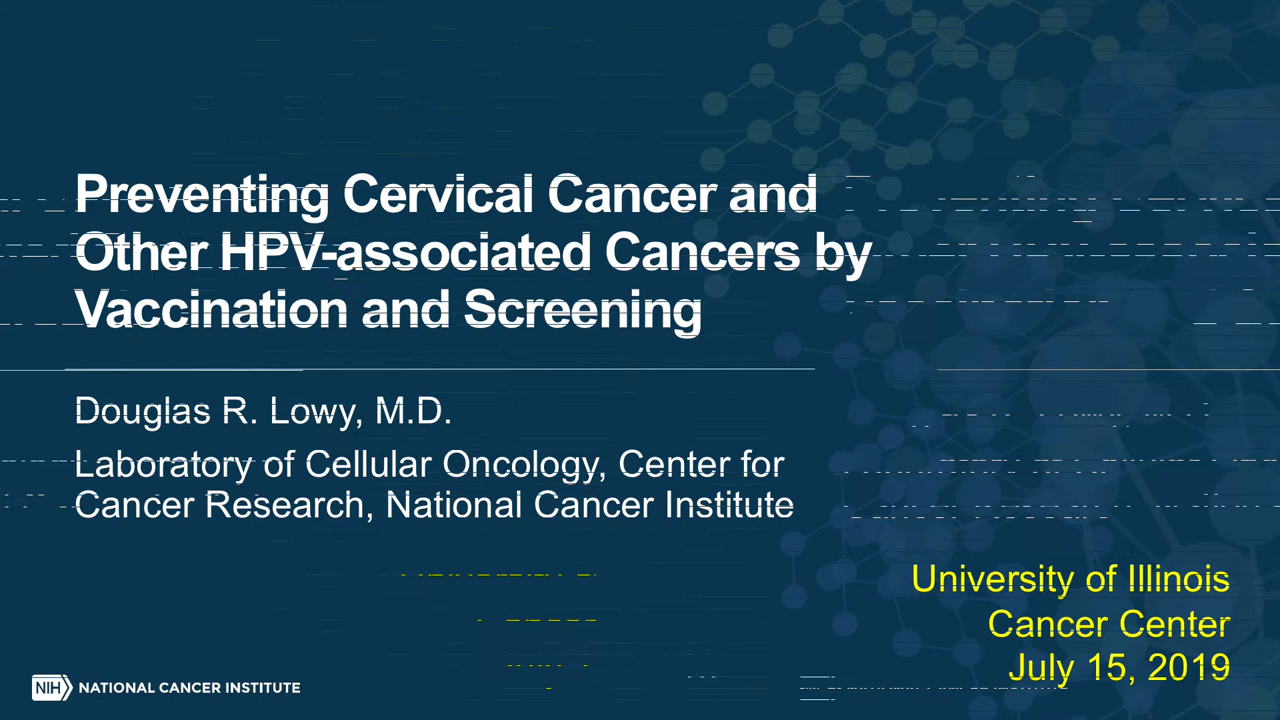 Preventing Cervical Cancer and
Other HPV-associated Cancers by
Vaccination and Screening
Douglas R. Lowy, M.D.
Laboratory of Cellular Oncology, Center for
Cancer Research, National Cancer Institute
University of Illinois
Cancer Center
July 15, 2019
NIH NATIONAL CANCER INSTITUTE